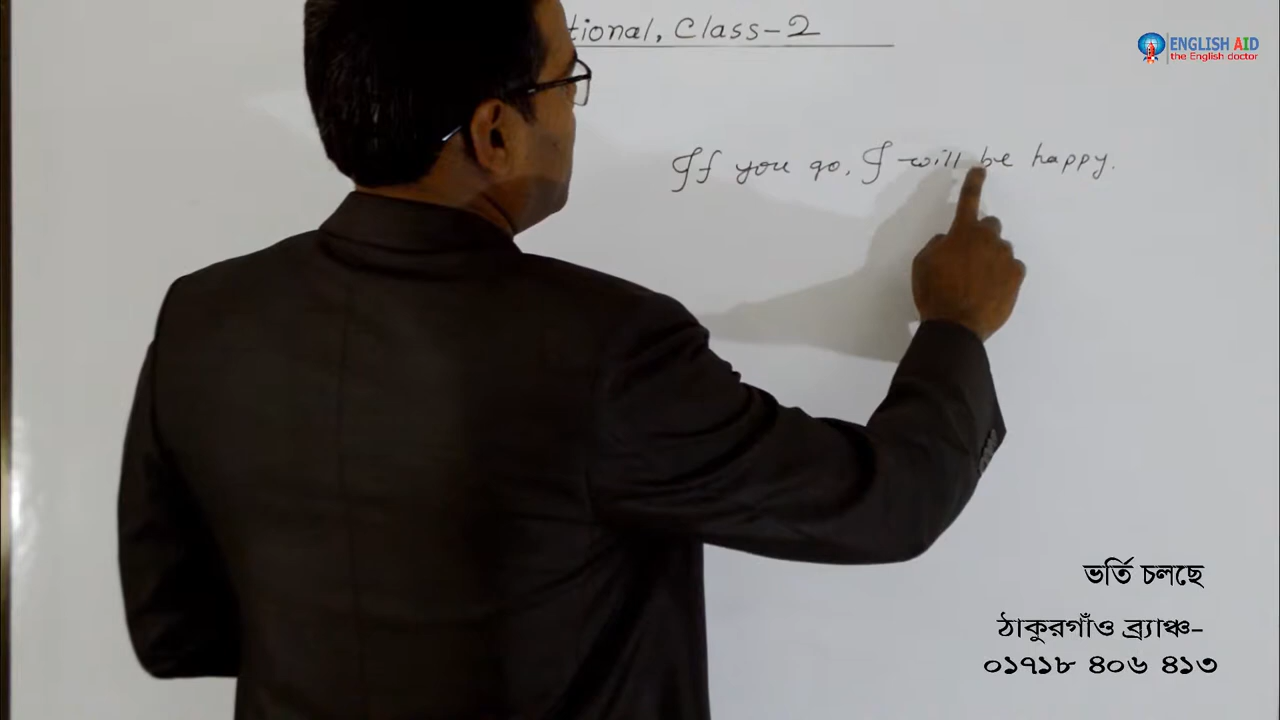 tional, Class-2
ENGLISH AID
the English doctor
If you go, I will be happy.
ভর্তি চলছে
ঠাকুরগাঁও ব্র্যাঞ্চ-
০১৭১৮ ৪০৬ ৪১৩